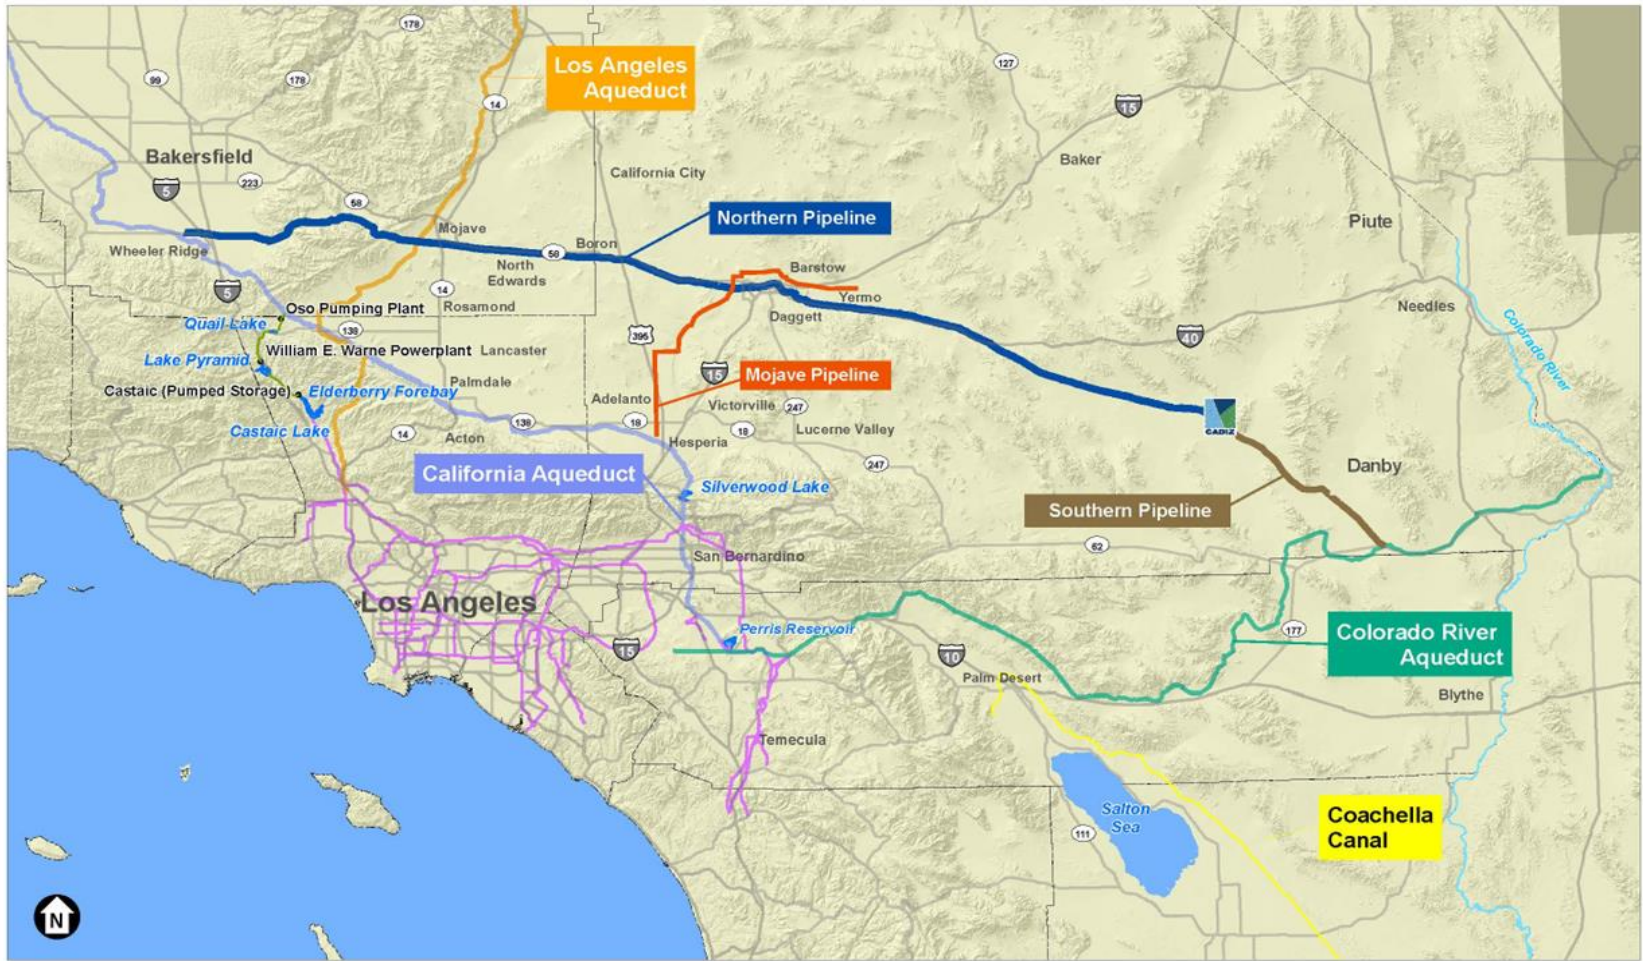 178
99
178
Los Angeles
Aqueduct
127
14
15
Bakersfield
Baker
5
223
California City
58
Northern Pipeline
Piute
Mojave
Wheeler Ridge
58
Boron
North
Edwards
Barstow
5
14
Yermo
Needles
Oso Pumping Plant
Rosamond
Daggett
Colorado River
Quail Lake
138
395
40
William E. Warne Powerplant
Lancaster
Lake Pyramid
15
Mojave Pipeline
Palmdale
Castaic (Pumped Storage)
Elderberry Forebay
Adelanto
Victorville
247
CADIZ
Castaic Lake
14
Acton
138
18
18
Lucerne Valley
Hesperia
247
Danby
California Aqueduct
Silverwood Lake
Southern Pipeline
62
San Bernardino
Los Angeles
Perris Reservoir
177
Colorado River
Aqueduct
15
10
Palm Desert
Blythe
Temecula
Salton
Sea
111
Coachella
Canal
N